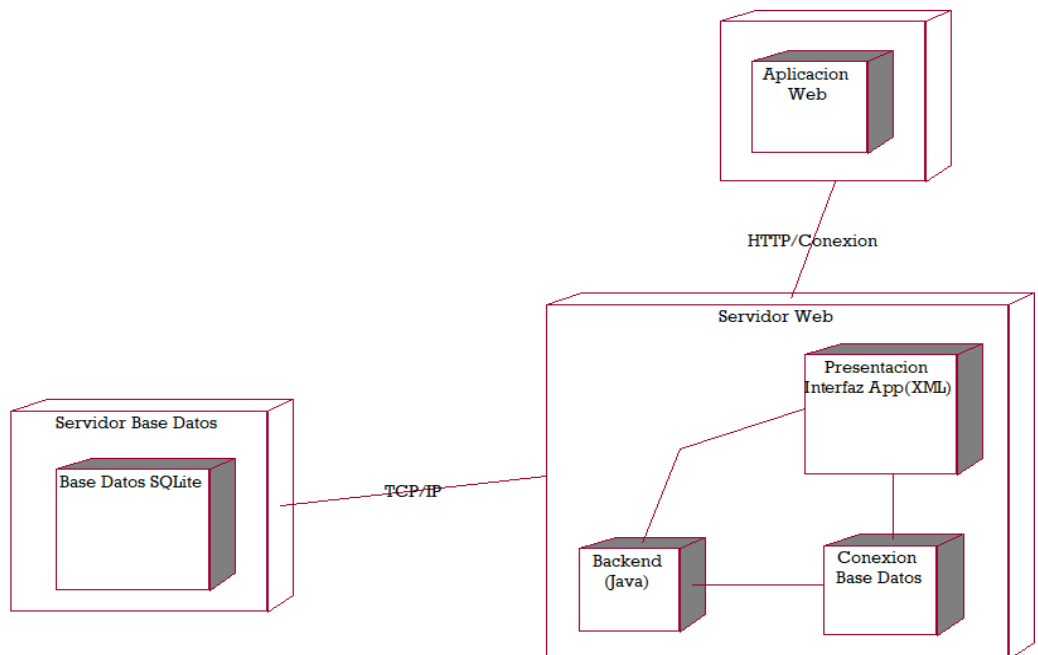 Aplicacion
Web
HTTP/Conexion
Servidor Web
Presentacion
Interfaz App(XML)
Servidor Base Datos
Base Datos SQLite
TCP/IP
Backend
(Java)
Conexion
Base Datos